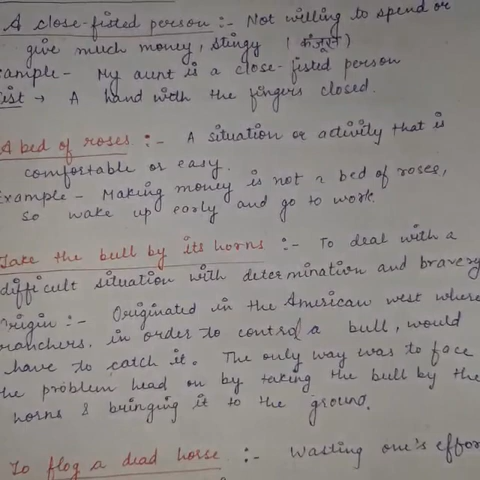 A close-fisted person :- Not willing to spend or
give much money, stingy ( कंजूस )
ample - My aunt is a close-fisted person
ist → A hand with the fingers closed.
A bed of roses :- A situation or activity that is
comfortable or easy.
Example - Making money is not a bed of roses,
so wake up early and go to work.
Take the bull by its horns :- To deal with a
difficult situation with determination and bravery
Origin :- Originated in the American west where
ranchers, in order to control a bull, would
have to catch it. The only way was to face
the problem head on by taking the bull by the
horns & bringing it to the ground.
To flog a dead horse :- Wasting one's effor